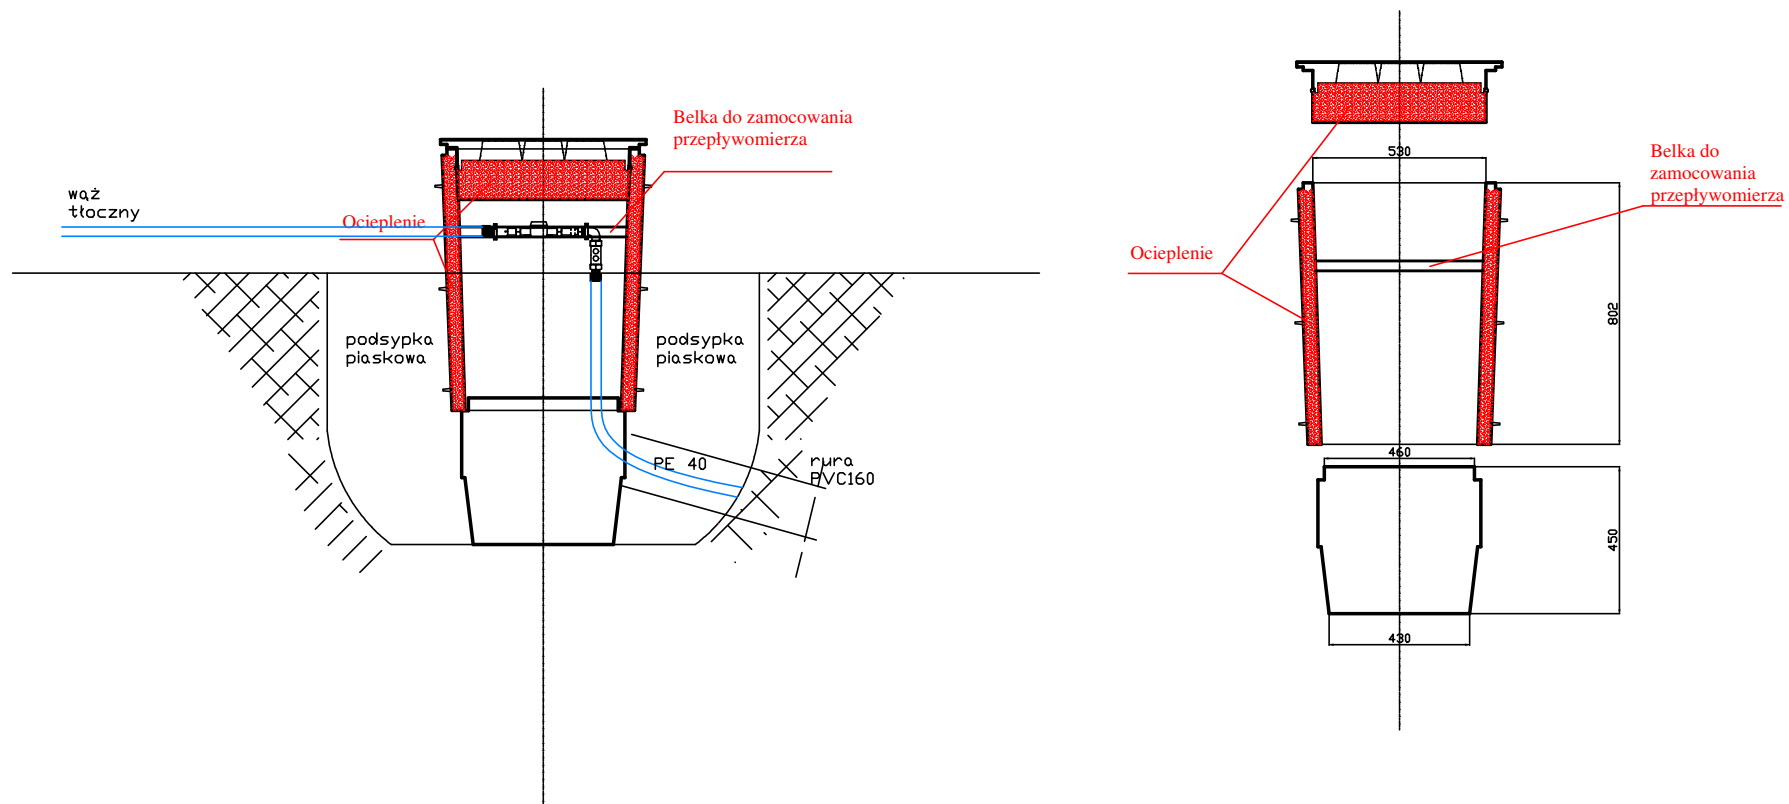 Belka do zamocowania
przepływomierza
wąż
tłoczny
Ocieplenie
podsypka
piaskowa
podsypka
piaskowa
PE 40
rura
PVC160
530
Belka do
zamocowania
przepływomierza
Ocieplenie
802
460
450
430